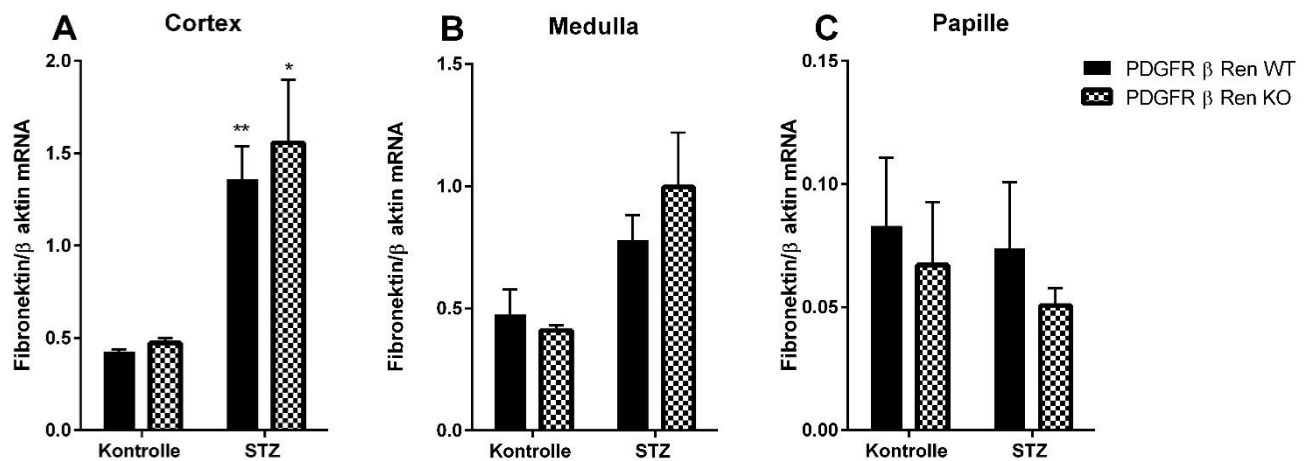 A
Cortex
Fibronektin/β aktin mRNA
2.0
1.5
1.0
0.5
0.0
**
*
Kontrolle
STZ
B
Medulla
Fibronektin/β aktin mRNA
1.5
1.0
0.5
0.0
Kontrolle
STZ
C
Papille
Fibronektin/β aktin mRNA
0.15
0.10
0.05
0.00
Kontrolle
STZ
PDGFR β Ren WT
PDGFR β Ren KO